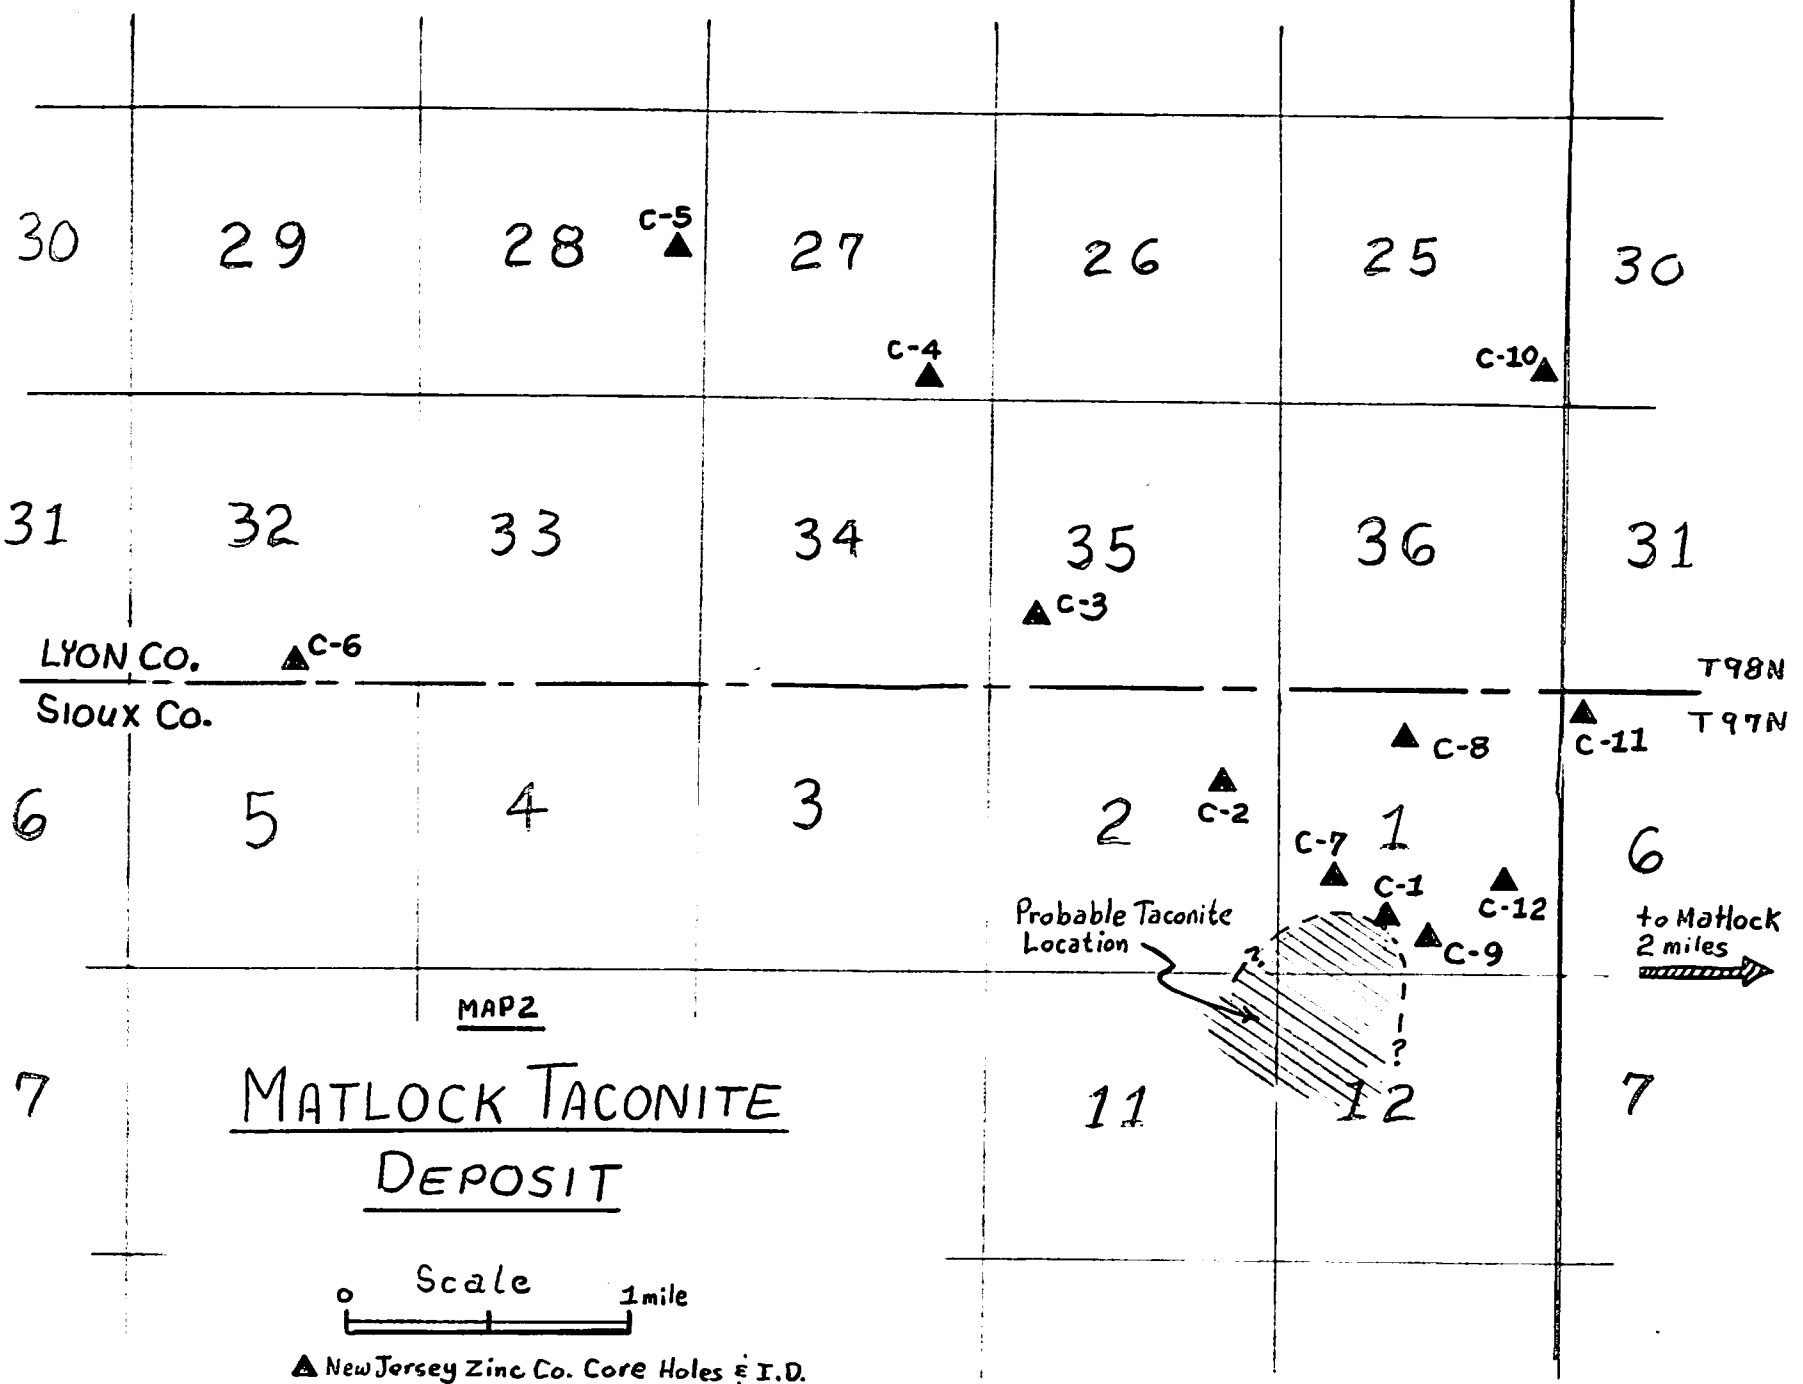 C-5
30 29 28 27 26 25 30
C-4
C-10
31 32 33 34 35 36 31
C-3
C-6
LYON CO.
T98N
SIOUX CO.
T97N
C-11
C-8
C-2
6 5 4 3 2 1 6
C-7
C-1
C-12
Probable Taconite
Location
to Matlock
2 miles
C-9
?
MAP 2
?
7 11 12 7
MATLOCK TACONITE
DEPOSIT
Scale
0 1 mile
▲ New Jersey Zinc Co. Core Holes & I.D.